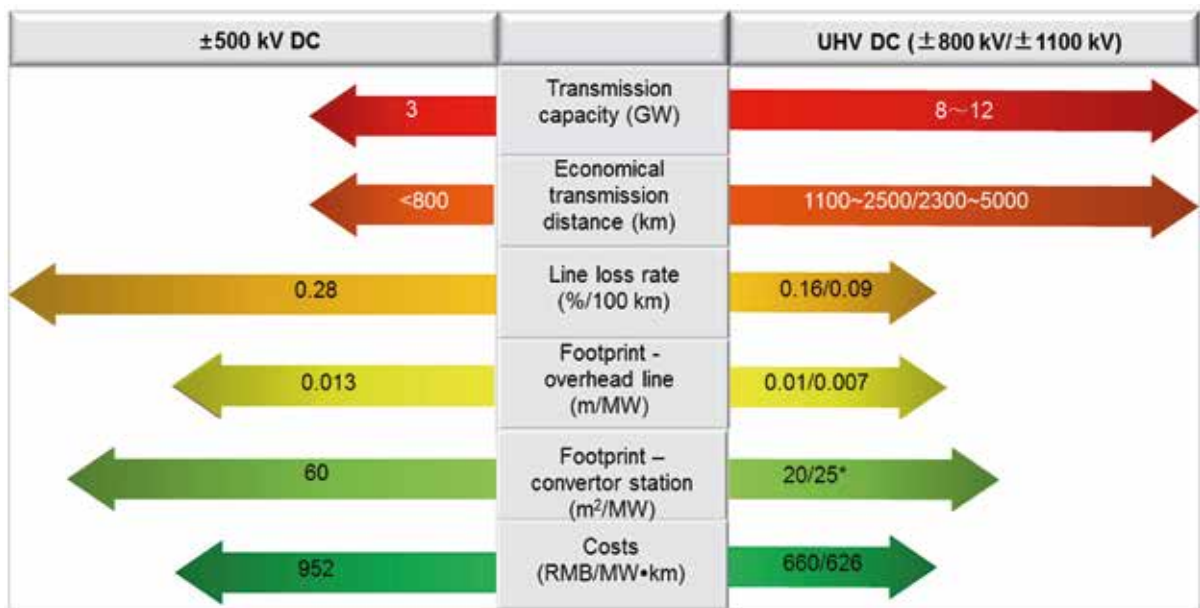 ±500 kV DC
UHV DC (±800 kV/±1100 kV)
3
Transmission
capacity (GW)
8～12
<800
Economical
transmission
distance (km)
1100~2500/2300~5000
0.28
Line loss rate
(%/100 km)
0.16/0.09
0.013
Footprint -
overhead line
(m/MW)
0.01/0.007
60
Footprint –
convertor station
(m²/MW)
20/25*
952
Costs
(RMB/MW•km)
660/626